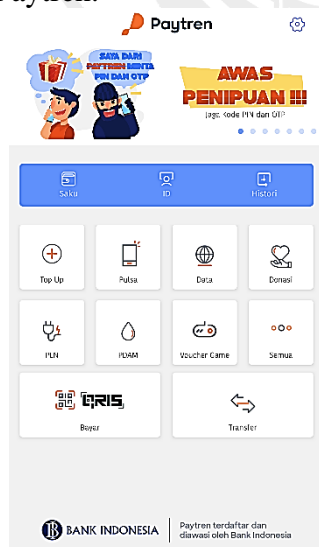 Paytren.
Paytren
SAYA DARI
PAYTREN MINTA
PIN DAN OTP
AWAS
PENIPUAN !!!
Jaga Kode PIN dan OTP
Saku
ID
Histori
Top Up
Pulsa
Data
Donasi
PLN
PDAM
Voucher Game
Semua
QRIS
Bayar
Transfer
BANK INDONESIA
Paytren terdaftar dan
diawasi oleh Bank Indonesia